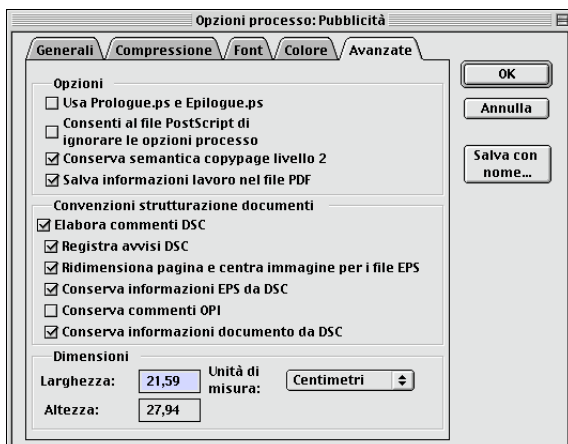 Opzioni processo: Pubblicità
Generali
Compressione
Font
Colore
Avanzate
OK
Annulla
Salva con
nome...
Opzioni
Usa Prologue.ps e Epilogue.ps
Consenti al file PostScript di
ignorare le opzioni processo
Conserva semantica copypage livello 2
Salva informazioni lavoro nel file PDF
Convenzioni strutturazione documenti
Elabora commenti DSC
Registra avvisi DSC
Ridimensiona pagina e centra immagine per i file EPS
Conserva informazioni EPS da DSC
Conserva commenti OPI
Conserva informazioni documento da DSC
Dimensioni
Larghezza: 21,59
Unità di
misura: Centimetri
Altezza: 27,94